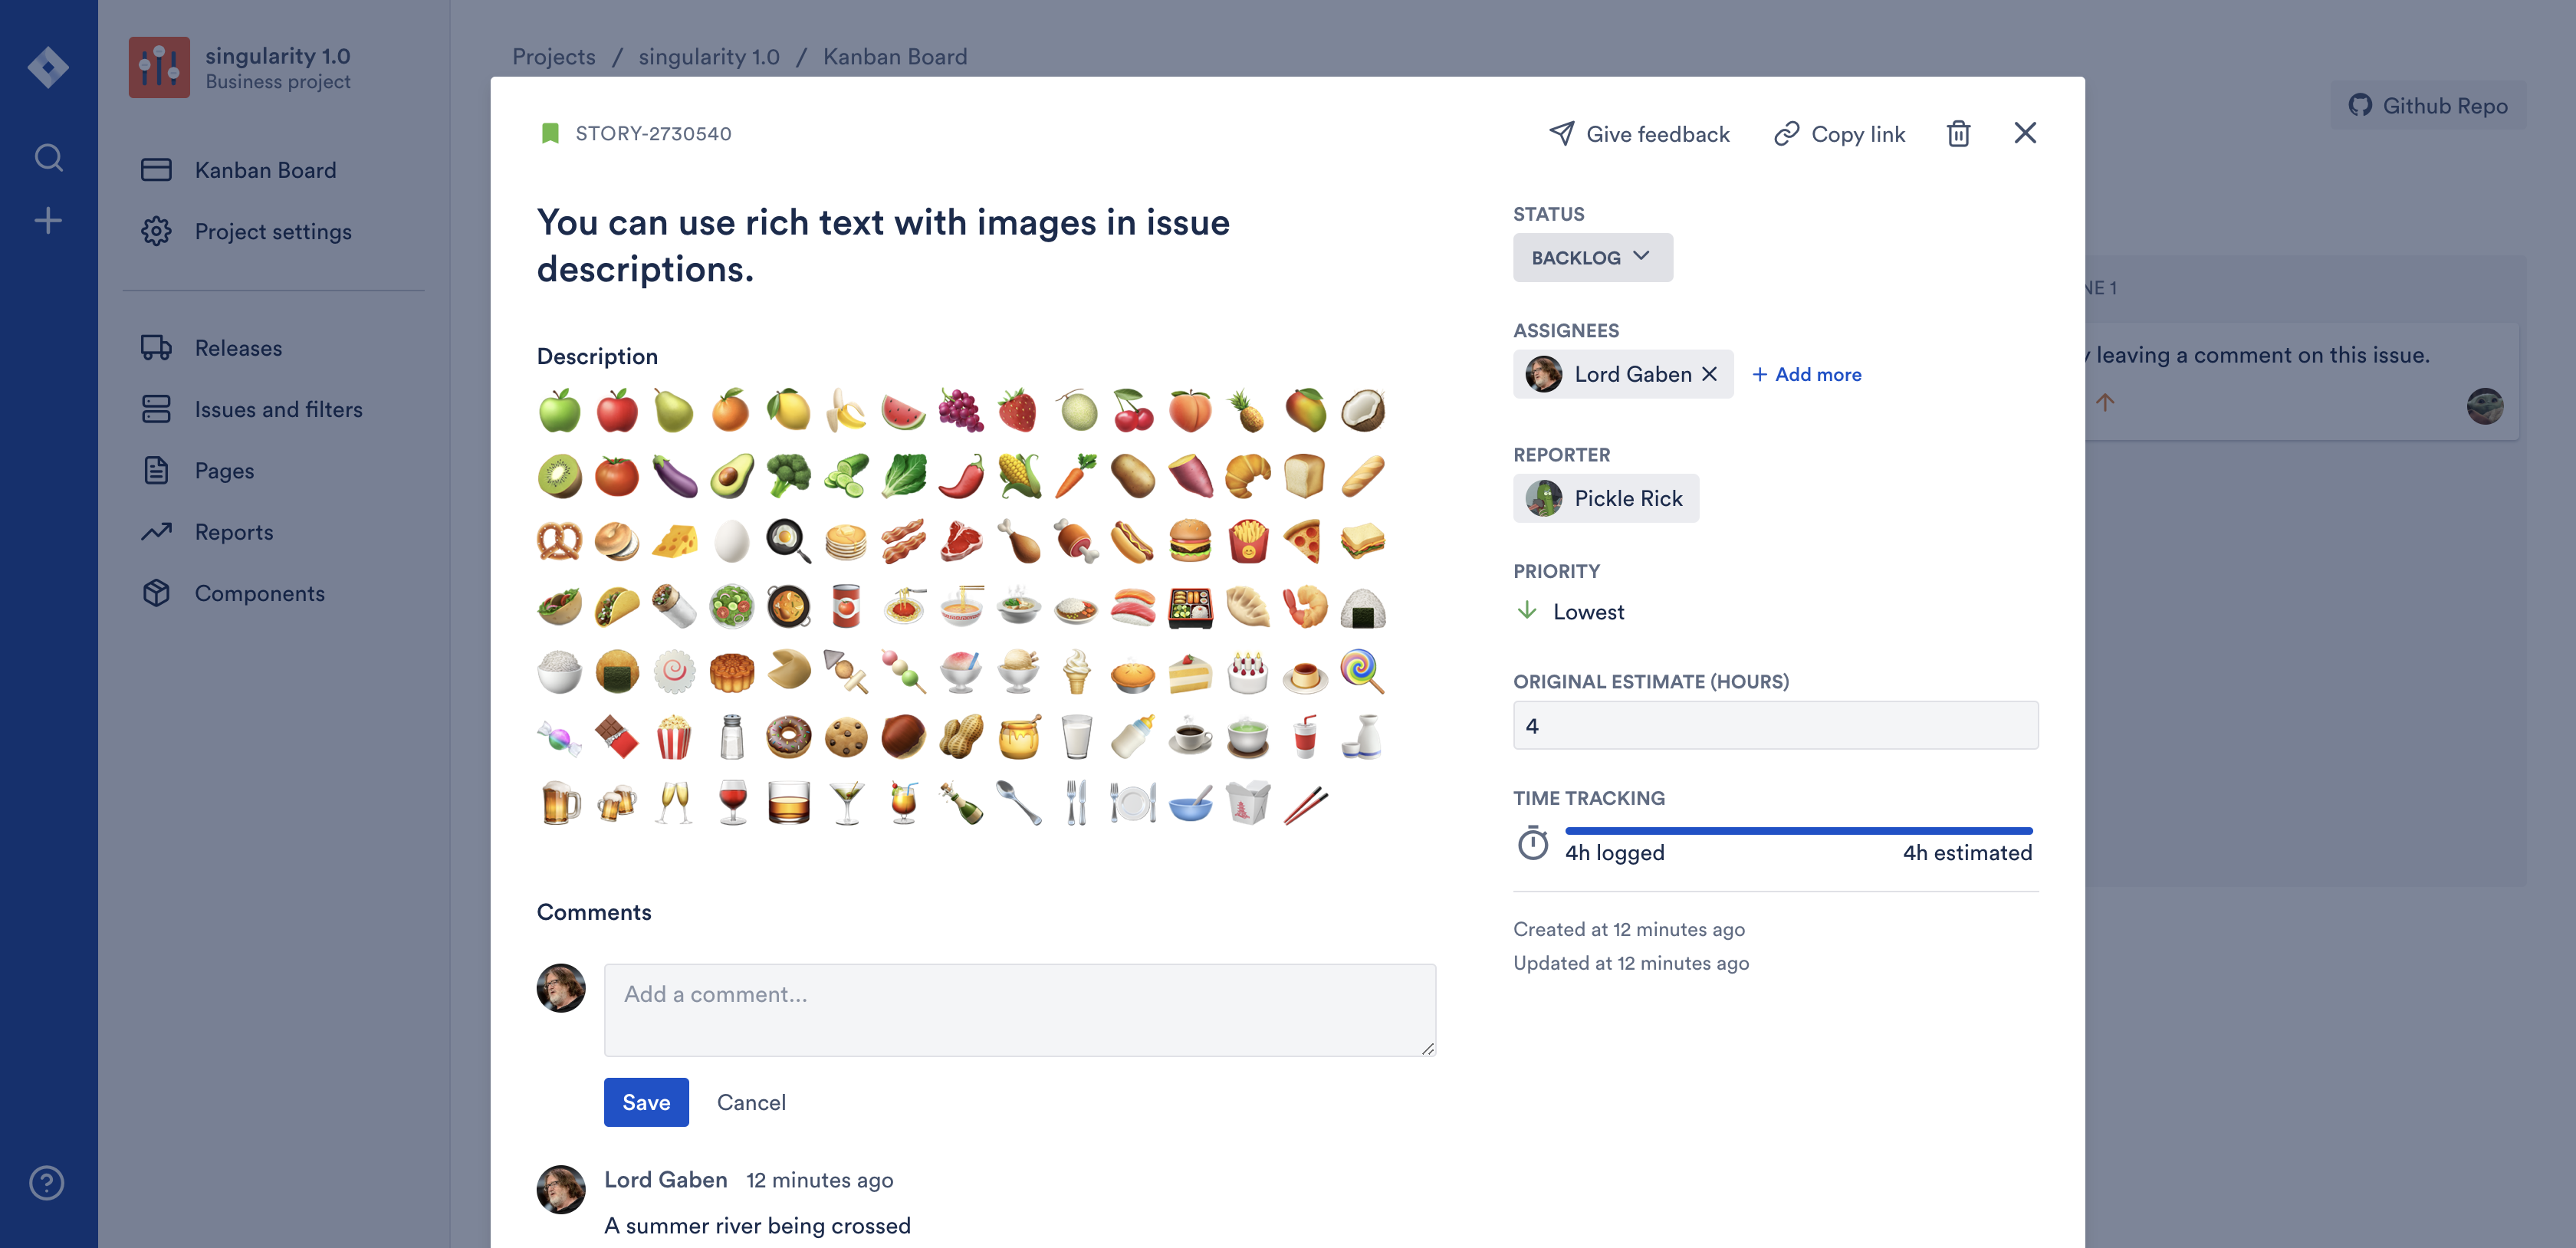 singularity 1.0
Business project
Kanban Board
Project settings
Releases
Issues and filters
Pages
Reports
Components
Projects / singularity 1.0 / Kanban Board
Github Repo
NE 1
leaving a comment on this issue.
STORY-2730540
Give feedback
Copy link
You can use rich text with images in issue
descriptions.
Description
Comments
Add a comment...
Save
Cancel
Lord Gaben 12 minutes ago
A summer river being crossed
STATUS
BACKLOG
ASSIGNEES
Lord Gaben
+ Add more
REPORTER
Pickle Rick
PRIORITY
Lowest
ORIGINAL ESTIMATE (HOURS)
4
TIME TRACKING
4h logged
4h estimated
Created at 12 minutes ago
Updated at 12 minutes ago